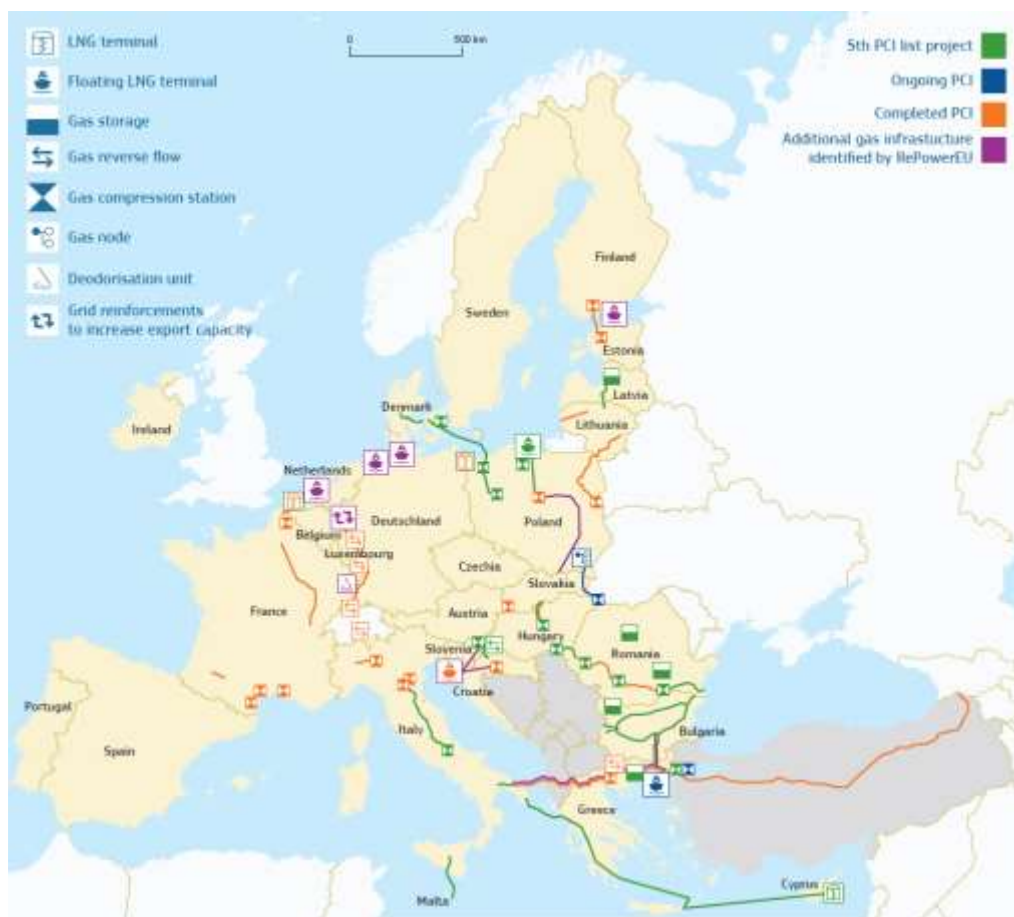 LNG terminal
Floating LNG terminal
Gas storage
Gas reverse flow
Gas compression station
Gas node
Deodorisation unit
Grid reinforcements
to increase export capacity
0 500 km
5th PCI list project
Ongoing PCI
Completed PCI
Additional gas infrastucture
identified by RePowerEU
Finland
Sweden
Estonia
Latvia
Denmark
Lithuania
Ireland
Netherlands
Deutschland
Poland
Belgium
Luxembourg
Czechia
Slovakia
France
Austria
Hungary
Slovenia
Romania
Croatia
Portugal
Italy
Bulgaria
Spain
Greece
Cyprus
Malta